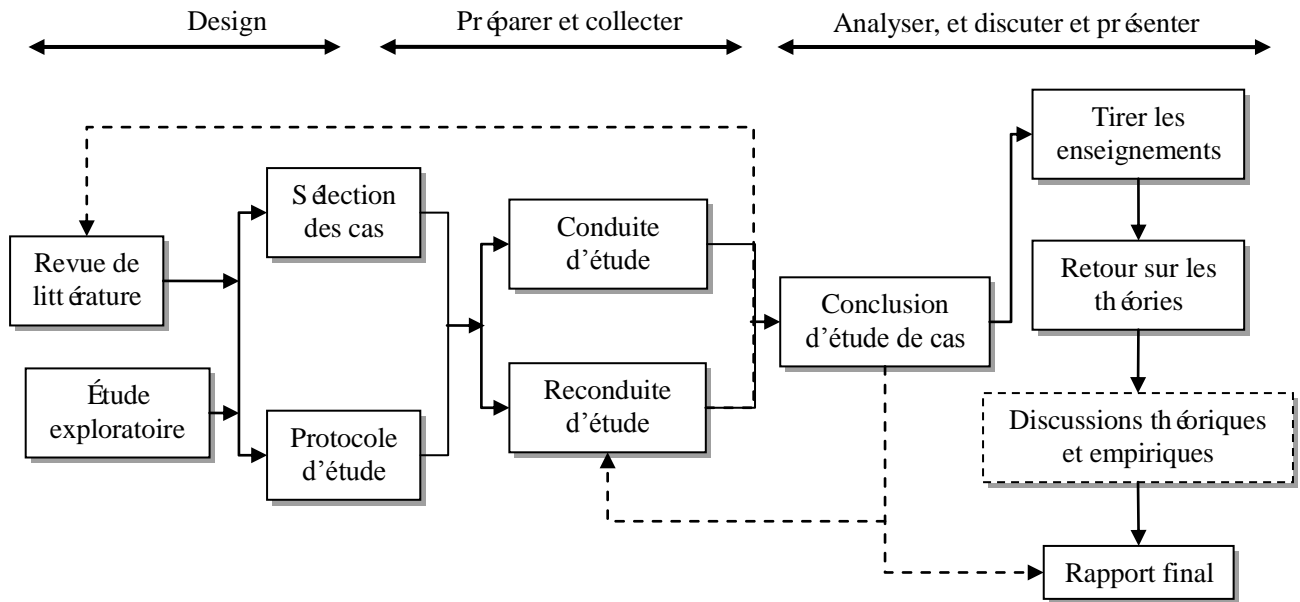 Design
Préparer et collecter
Analyser, et discuter et présenter
Revue de
littérature
Étude
exploratoire
Sélection
des cas
Protocole
d’étude
Conduite
d’étude
Reconduite
d’étude
Conclusion
d’étude de cas
Tirer les
enseignements
Retour sur les
théories
Discussions théoriques
et empiriques
Rapport final